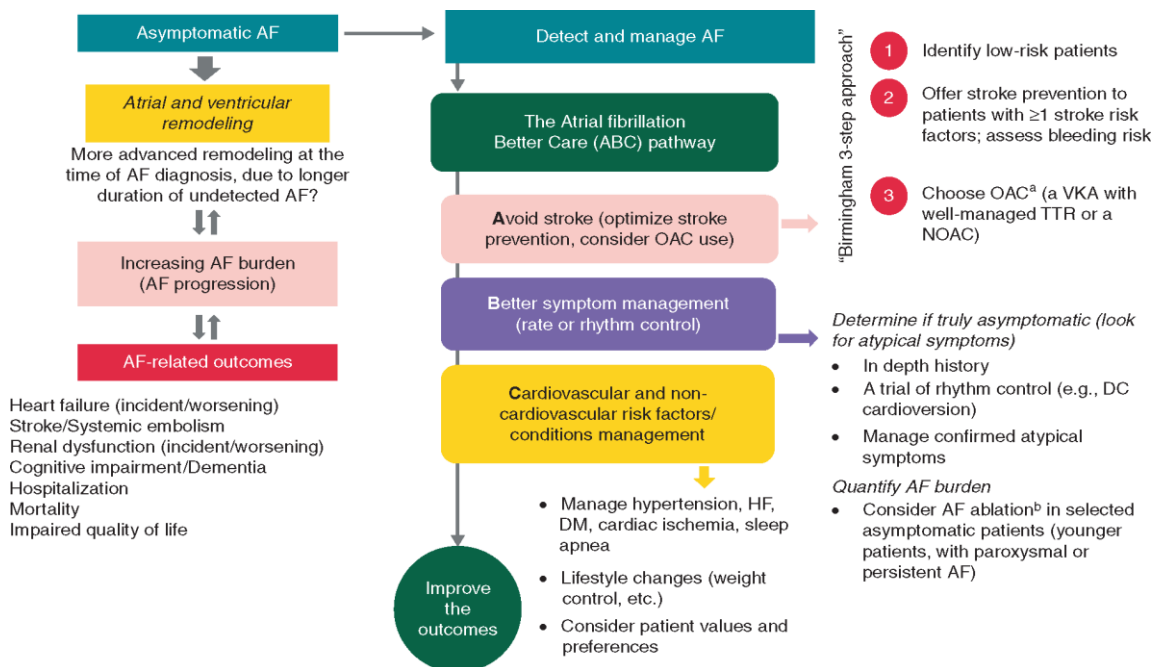 Asymptomatic AF
Atrial and ventricular
remodeling
More advanced remodeling at the
time of AF diagnosis, due to longer
duration of undetected AF?
Increasing AF burden
(AF progression)
AF-related outcomes
Heart failure (incident/worsening)
Stroke/Systemic embolism
Renal dysfunction (incident/worsening)
Cognitive impairment/Dementia
Hospitalization
Mortality
Impaired quality of life
Detect and manage AF
The Atrial fibrillation
Better Care (ABC) pathway
Avoid stroke (optimize stroke
prevention, consider OAC use)
Better symptom management
(rate or rhythm control)
Cardiovascular and non-
cardiovascular risk factors/
conditions management
• Manage hypertension, HF,
DM, cardiac ischemia, sleep
apnea
• Lifestyle changes (weight
control, etc.)
• Consider patient values and
preferences
Improve
the
outcomes
“Birmingham 3-step approach”
1 Identify low-risk patients
2 Offer stroke prevention to
patients with ≥1 stroke risk
factors; assess bleeding risk
3 Choose OACᵃ (a VKA with
well-managed TTR or a
NOAC)
Determine if truly asymptomatic (look
for atypical symptoms)
• In depth history
• A trial of rhythm control (e.g., DC
cardioversion)
• Manage confirmed atypical
symptoms
Quantify AF burden
• Consider AF ablationᵇ in selected
asymptomatic patients (younger
patients, with paroxysmal or
persistent AF)